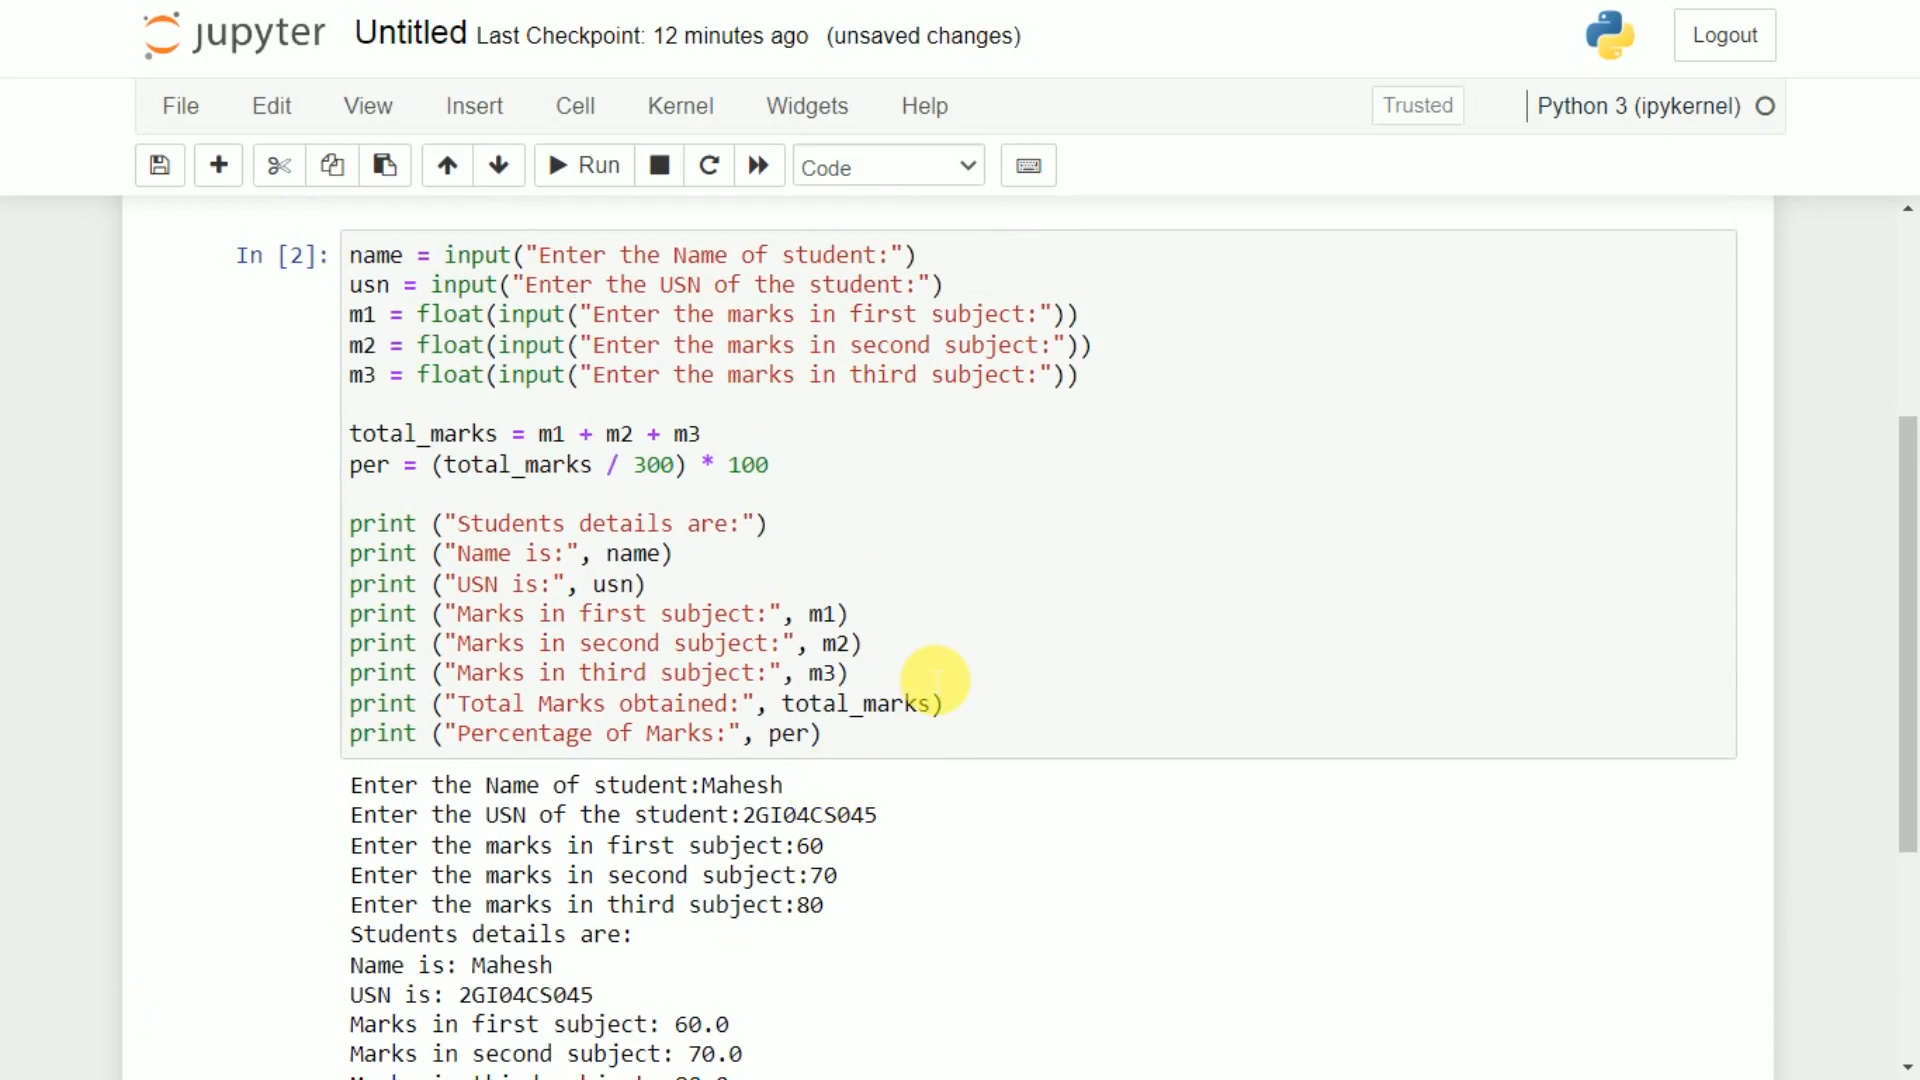 jupyter Untitled Last Checkpoint: 12 minutes ago (unsaved changes) Logout
File Edit View Insert Cell Kernel Widgets Help Trusted Python 3 (ipykernel)
Run Code
In [2]: name = input("Enter the Name of student:")
usn = input("Enter the USN of the student:")
m1 = float(input("Enter the marks in first subject:"))
m2 = float(input("Enter the marks in second subject:"))
m3 = float(input("Enter the marks in third subject:"))
total_marks = m1 + m2 + m3
per = (total_marks / 300) * 100
print ("Students details are:")
print ("Name is:", name)
print ("USN is:", usn)
print ("Marks in first subject:", m1)
print ("Marks in second subject:", m2)
print ("Marks in third subject:", m3)
print ("Total Marks obtained:", total_marks)
print ("Percentage of Marks:", per)
Enter the Name of student:Mahesh
Enter the USN of the student:2GI04CS045
Enter the marks in first subject:60
Enter the marks in second subject:70
Enter the marks in third subject:80
Students details are:
Name is: Mahesh
USN is: 2GI04CS045
Marks in first subject: 60.0
Marks in second subject: 70.0